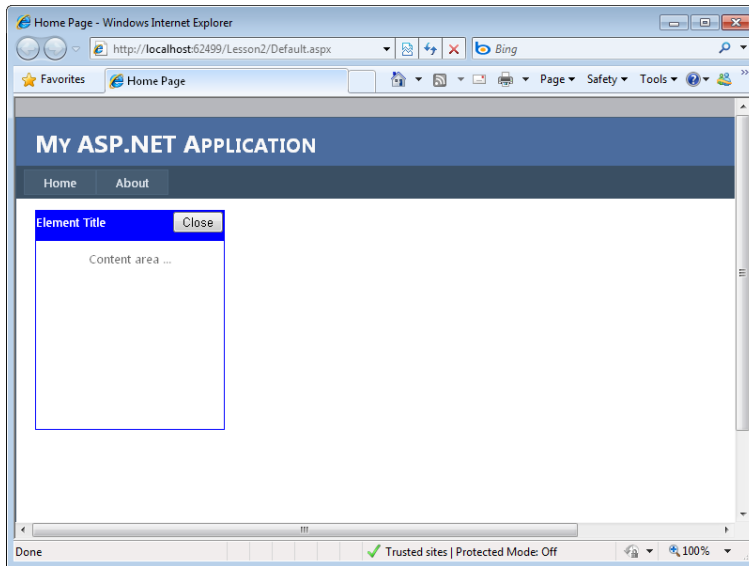 Home Page - Windows Internet Explorer
http://localhost:62499/Lesson2/Default.aspx
Bing
Favorites
Home Page
Page
Safety
Tools
MY ASP.NET APPLICATION
Home
About
Element Title
Close
Content area ...
Done
Trusted sites | Protected Mode: Off
100%